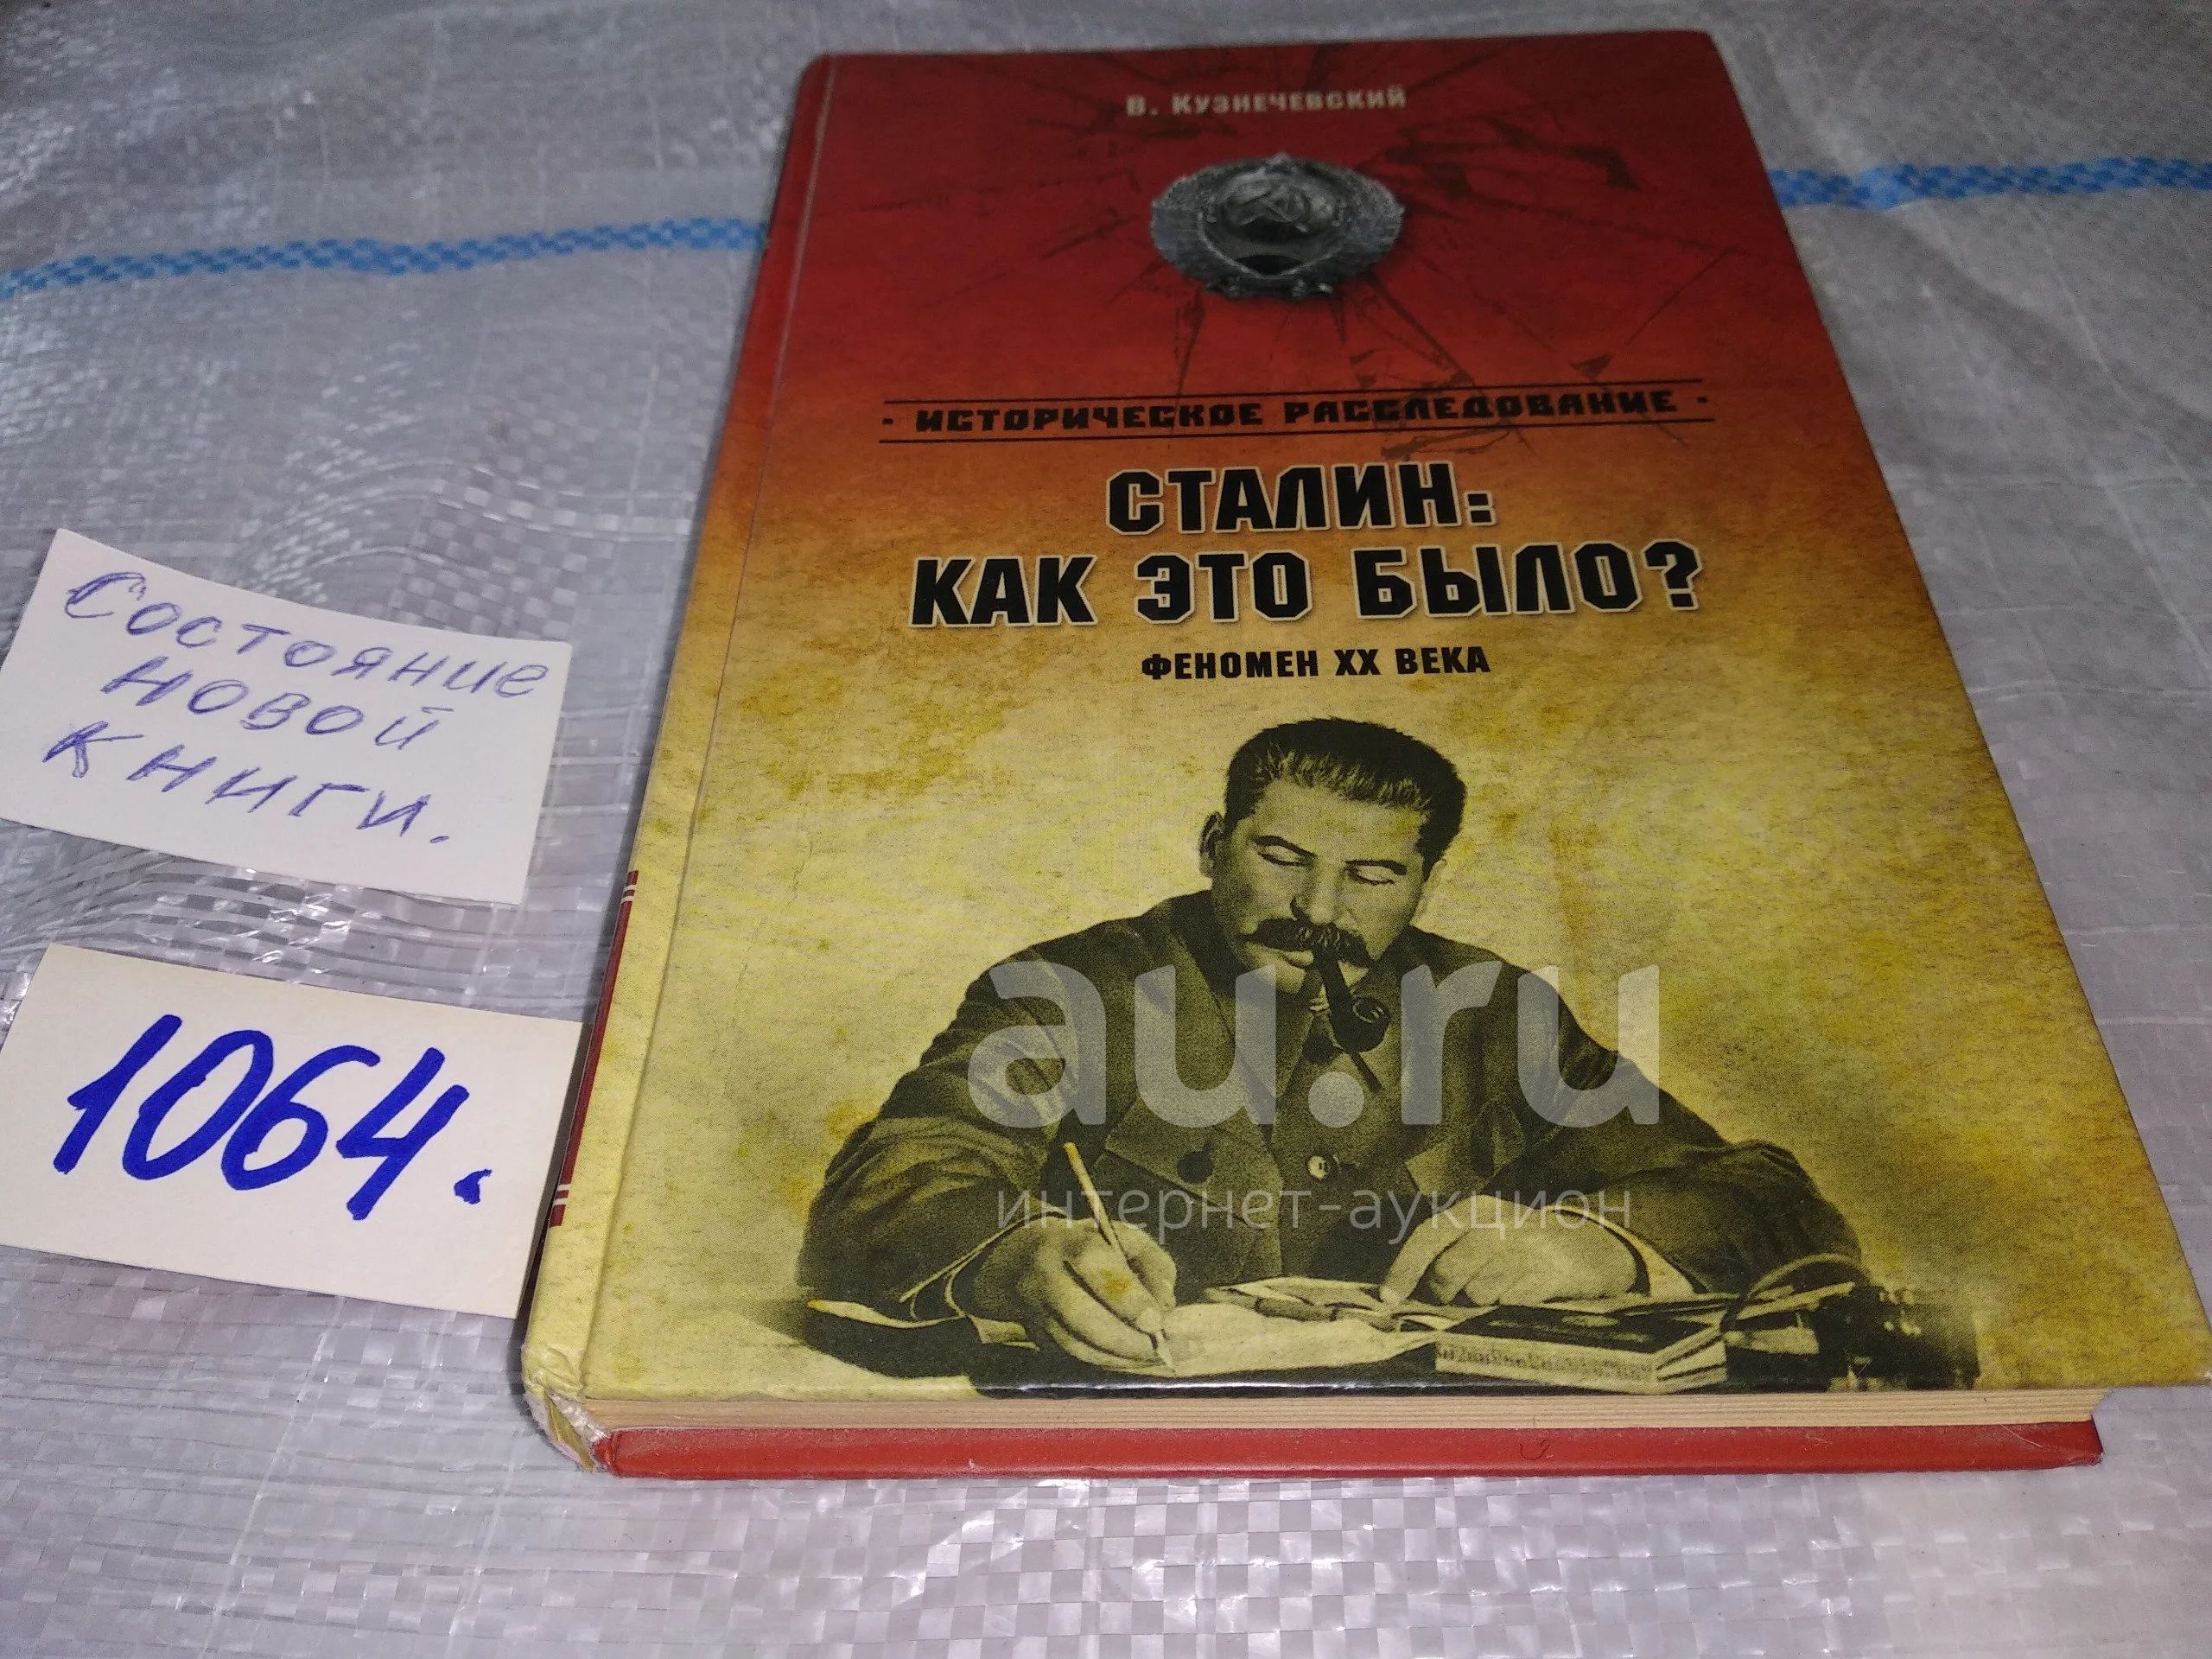 В. Кузнечевский
· ИСТОРИЧЕСКОЕ РАССЛЕДОВАНИЕ ·
СТАЛИН:
КАК ЭТО БЫЛО?
ФЕНОМЕН XX ВЕКА
Состояние
новой
книги.
1064.
au.ru
интернет-аукцион